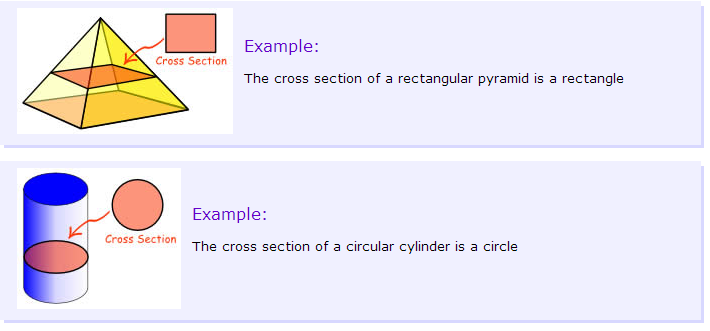 Cross Section
Example:
The cross section of a rectangular pyramid is a rectangle
Cross Section
Example:
The cross section of a circular cylinder is a circle